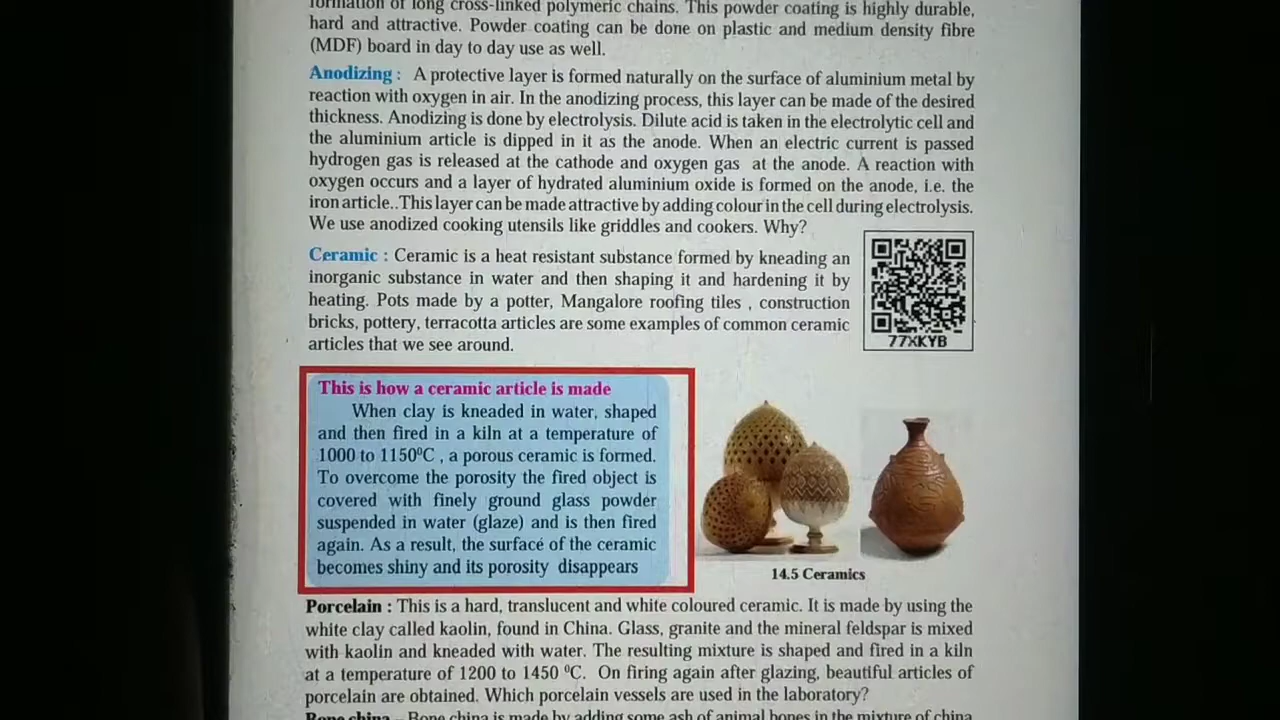 formation of long cross-linked polymeric chains. This powder coating is highly durable,
hard and attractive. Powder coating can be done on plastic and medium density fibre
(MDF) board in day to day use as well.
Anodizing : A protective layer is formed naturally on the surface of aluminium metal by
reaction with oxygen in air. In the anodizing process, this layer can be made of the desired
thickness. Anodizing is done by electrolysis. Dilute acid is taken in the electrolytic cell and
the aluminium article is dipped in it as the anode. When an electric current is passed
hydrogen gas is released at the cathode and oxygen gas at the anode. A reaction with
oxygen occurs and a layer of hydrated aluminium oxide is formed on the anode, i.e. the
iron article..This layer can be made attractive by adding colour in the cell during electrolysis.
We use anodized cooking utensils like griddles and cookers. Why?
Ceramic : Ceramic is a heat resistant substance formed by kneading an
inorganic substance in water and then shaping it and hardening it by
heating. Pots made by a potter, Mangalore roofing tiles , construction
bricks, pottery, terracotta articles are some examples of common ceramic
articles that we see around.
77XKYB
This is how a ceramic article is made
When clay is kneaded in water, shaped
and then fired in a kiln at a temperature of
1000 to 1150⁰C , a porous ceramic is formed.
To overcome the porosity the fired object is
covered with finely ground glass powder
suspended in water (glaze) and is then fired
again. As a result, the surface of the ceramic
becomes shiny and its porosity disappears
14.5 Ceramics
Porcelain : This is a hard, translucent and white coloured ceramic. It is made by using the
white clay called kaolin, found in China. Glass, granite and the mineral feldspar is mixed
with kaolin and kneaded with water. The resulting mixture is shaped and fired in a kiln
at a temperature of 1200 to 1450 ⁰C. On firing again after glazing, beautiful articles of
porcelain are obtained. Which porcelain vessels are used in the laboratory?
Bone china – Bone china is made by adding some ash of animal bones in the mixture of china